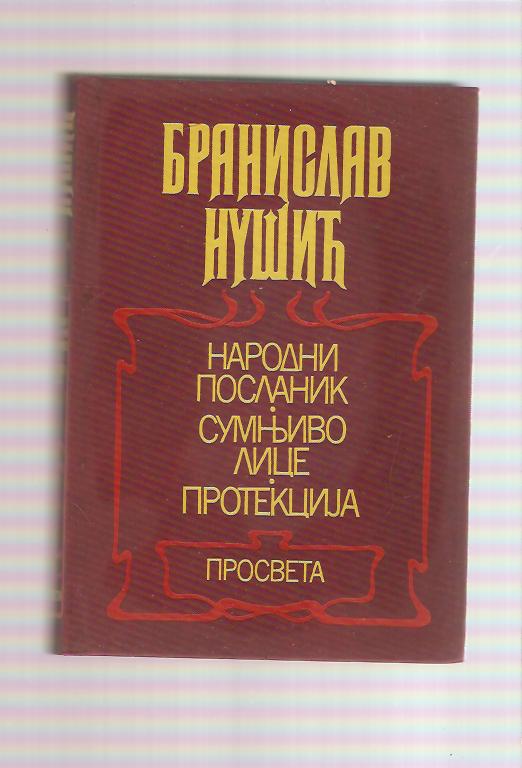 БРАНИСЛАВ
НУШИЋ
НАРОДНИ
ПОСЛАНИК
•
СУМЊИВО
ЛИЦЕ
•
ПРОТЕКЦИЈА
ПРОСВЕТА